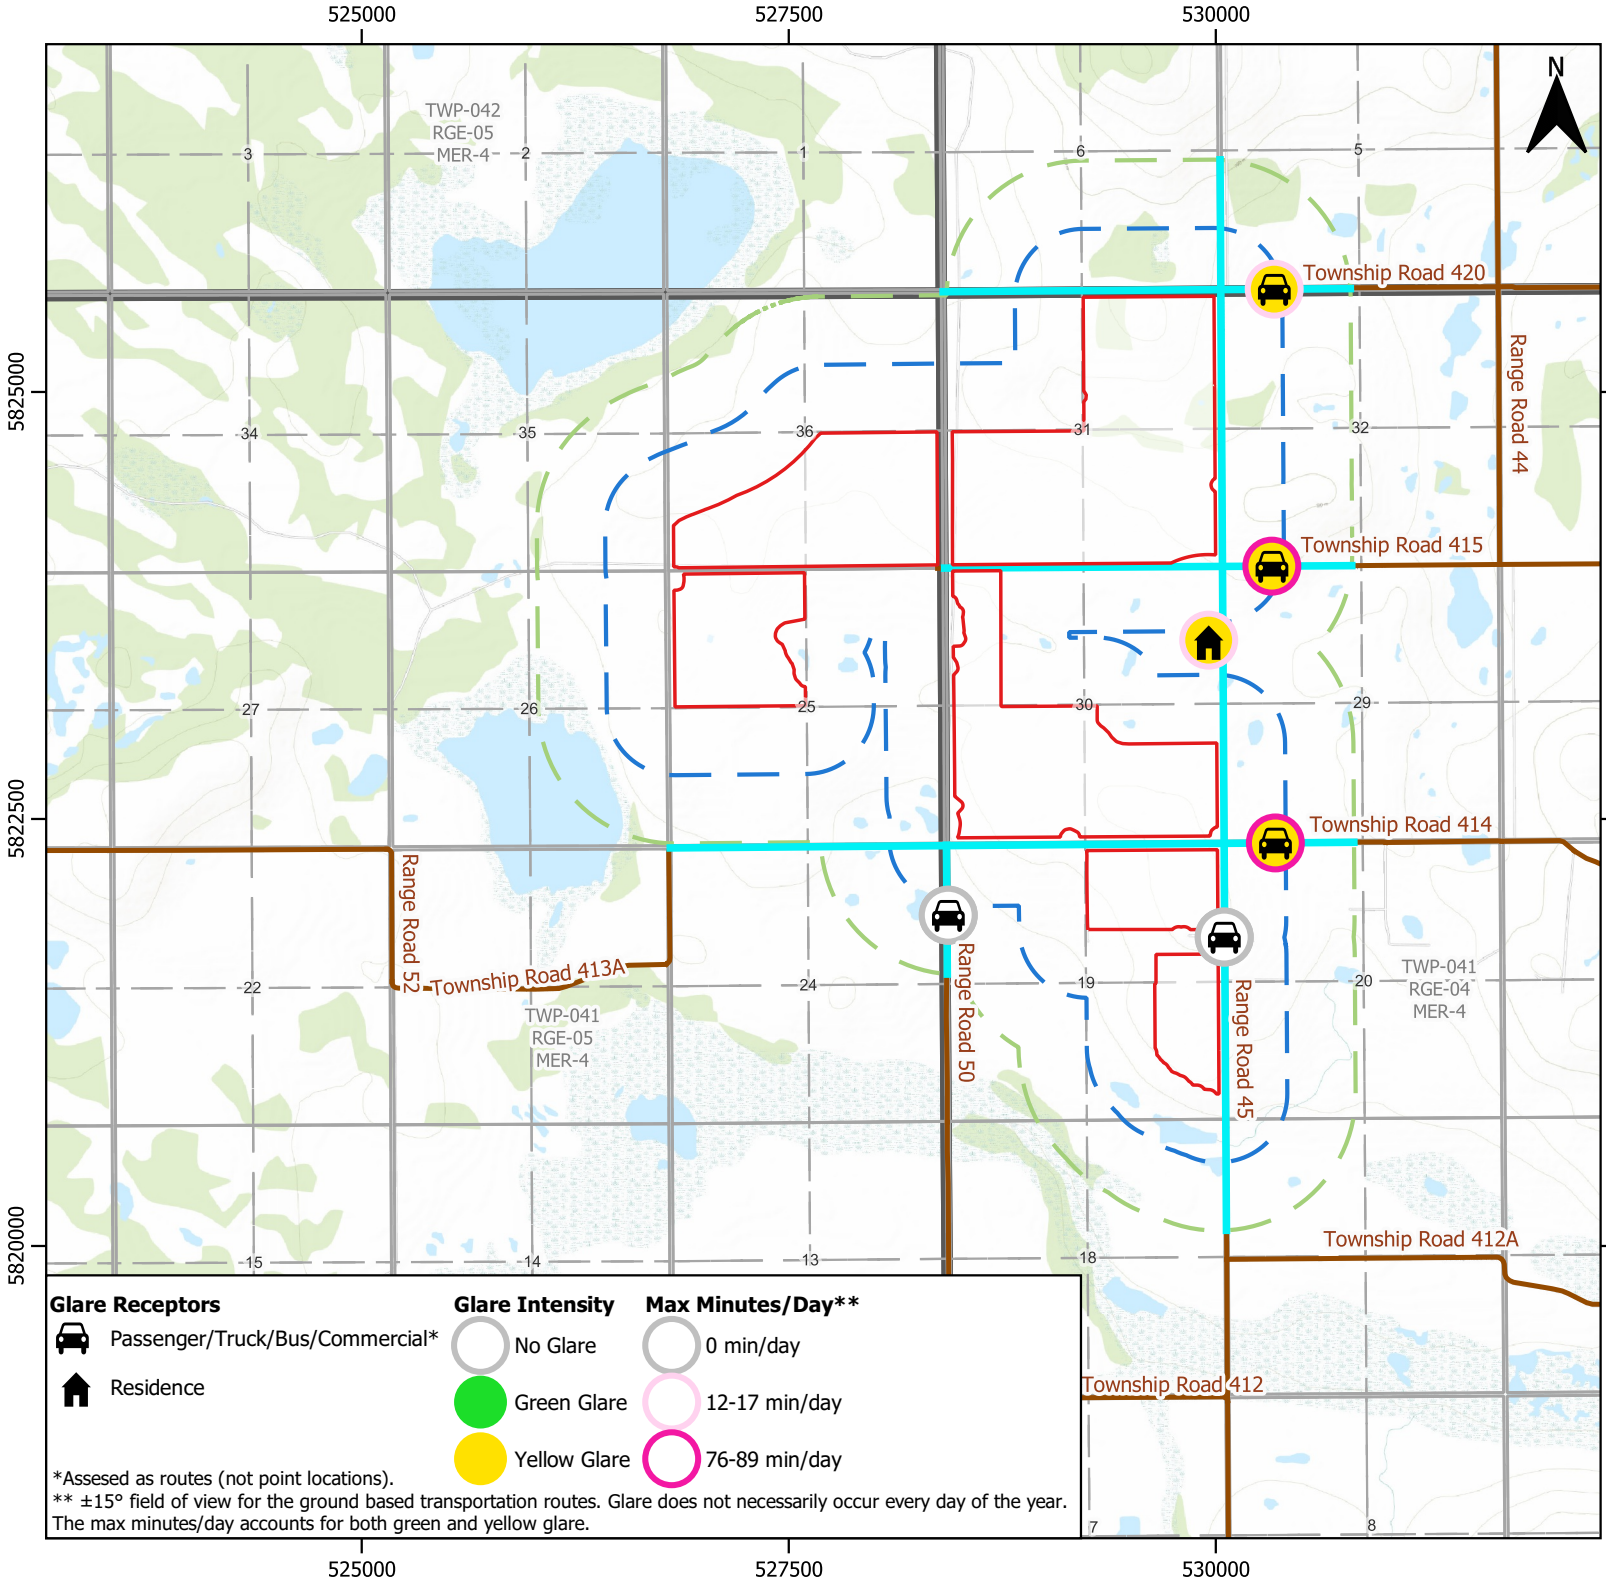 525000
527500
530000
N
TWP-042
RGE-05
MER-4
3
2
1
6
5
Township Road 420
5825000
Range Road 44
34
35
36
31
32
Township Road 415
27
26
25
30
29
5822500
Township Road 414
Range Road 52
Township Road 413A
Range Road 50
Range Road 45
22
24
19
20
TWP-041
RGE-04
MER-4
TWP-041
RGE-05
MER-4
5820000
Township Road 412A
15
14
13
18
Township Road 412
7
8
Glare Receptors
Passenger/Truck/Bus/Commercial*
Residence
Glare Intensity
No Glare
Green Glare
Yellow Glare
Max Minutes/Day**
0 min/day
12-17 min/day
76-89 min/day
*Assesed as routes (not point locations).
** ±15° field of view for the ground based transportation routes. Glare does not necessarily occur every day of the year.
The max minutes/day accounts for both green and yellow glare.
525000
527500
530000